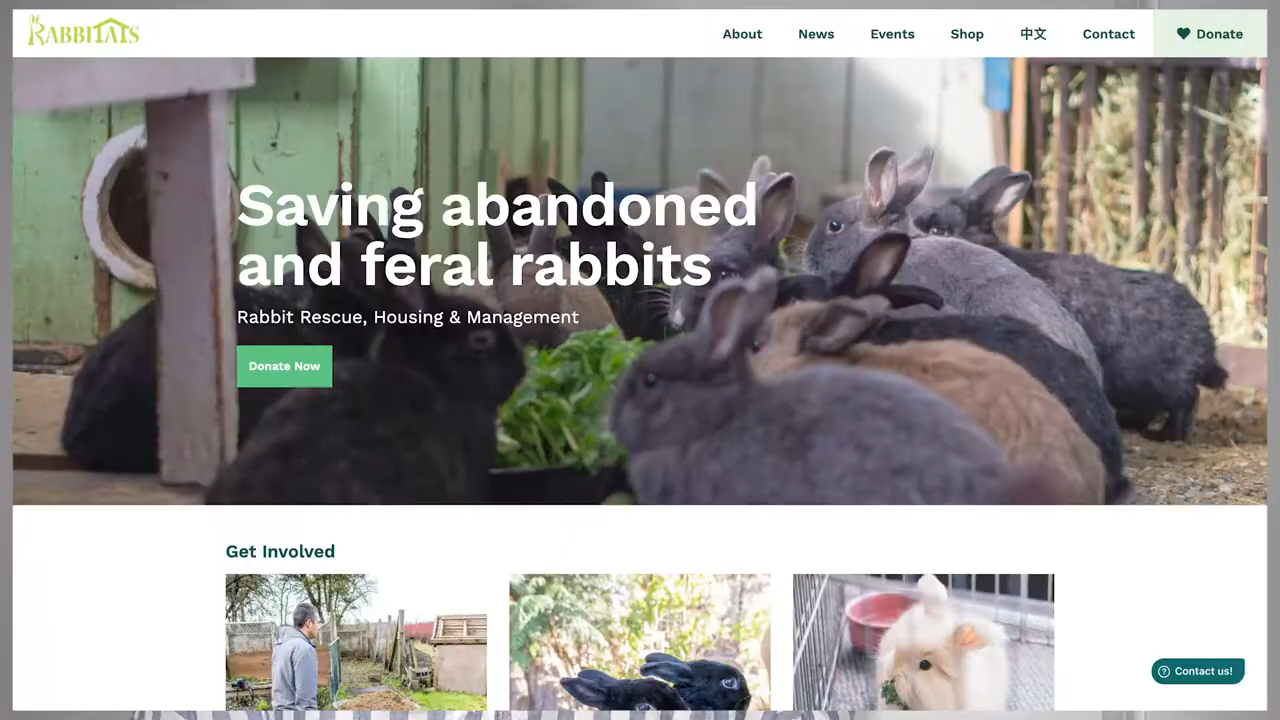 RABBITATS
About News Events Shop 中文 Contact Donate
Saving abandoned
and feral rabbits
Rabbit Rescue, Housing & Management
Donate Now
Get Involved
Contact us!